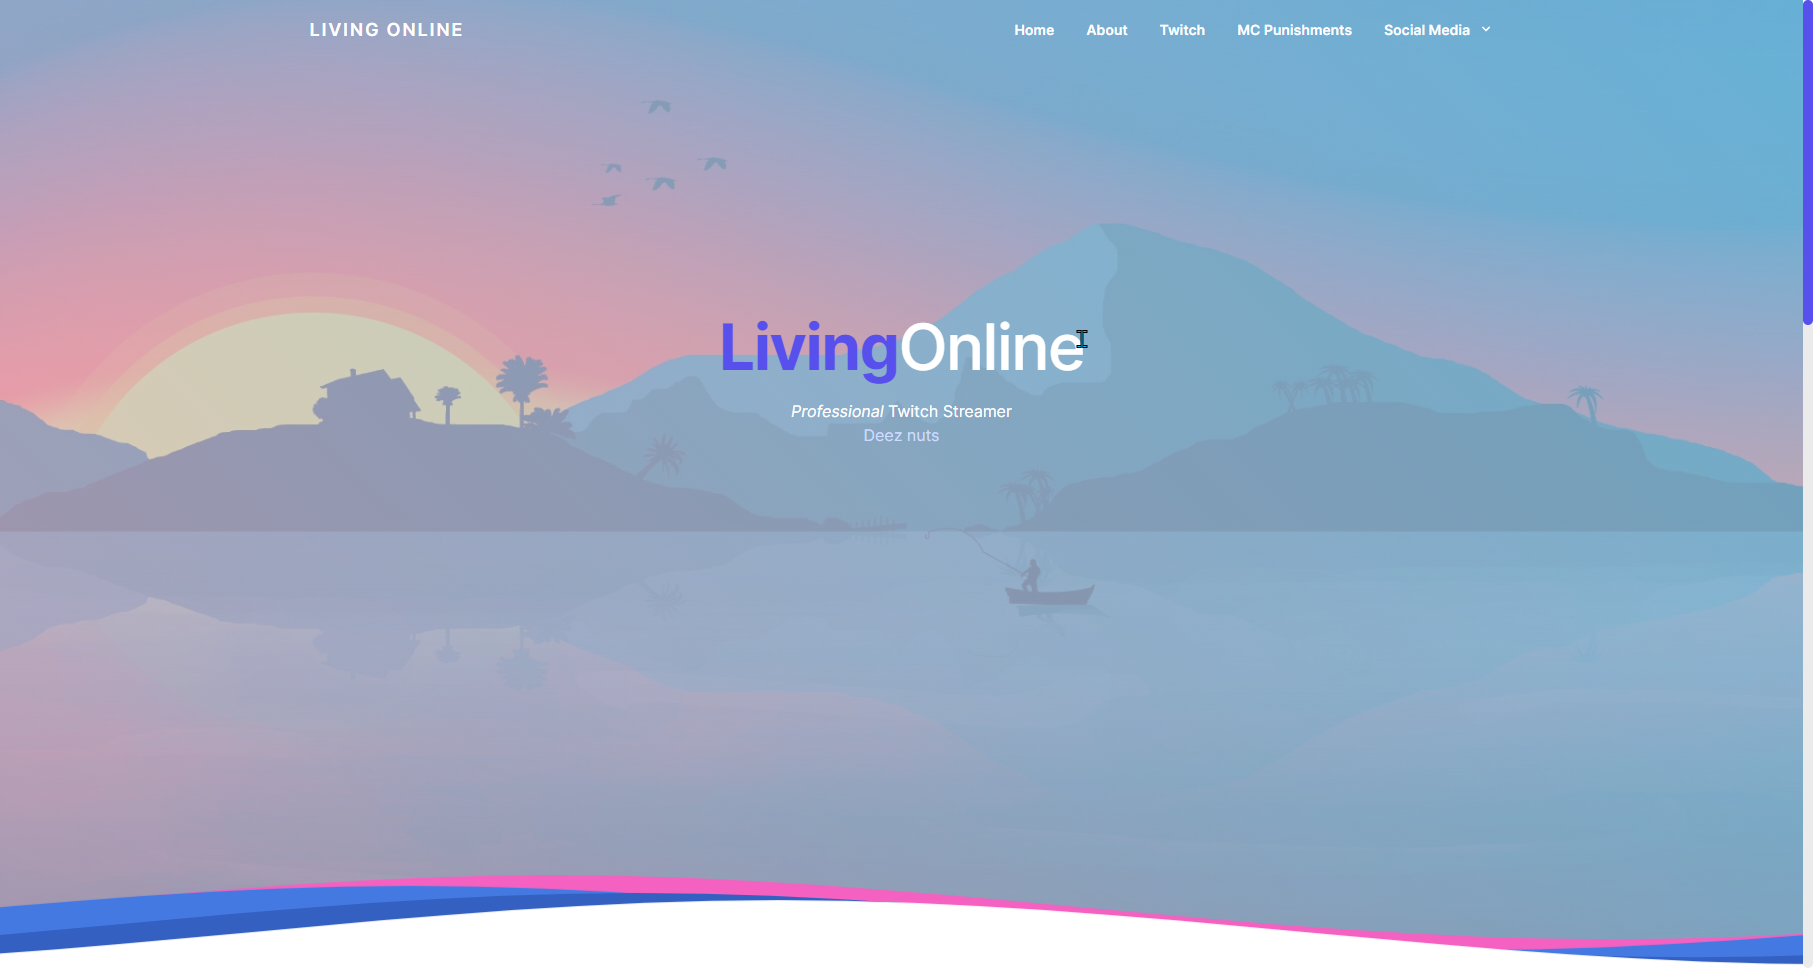 LIVING ONLINE
Home About Twitch MC Punishments Social Media
LivingOnline
Professional Twitch Streamer
Deez nuts